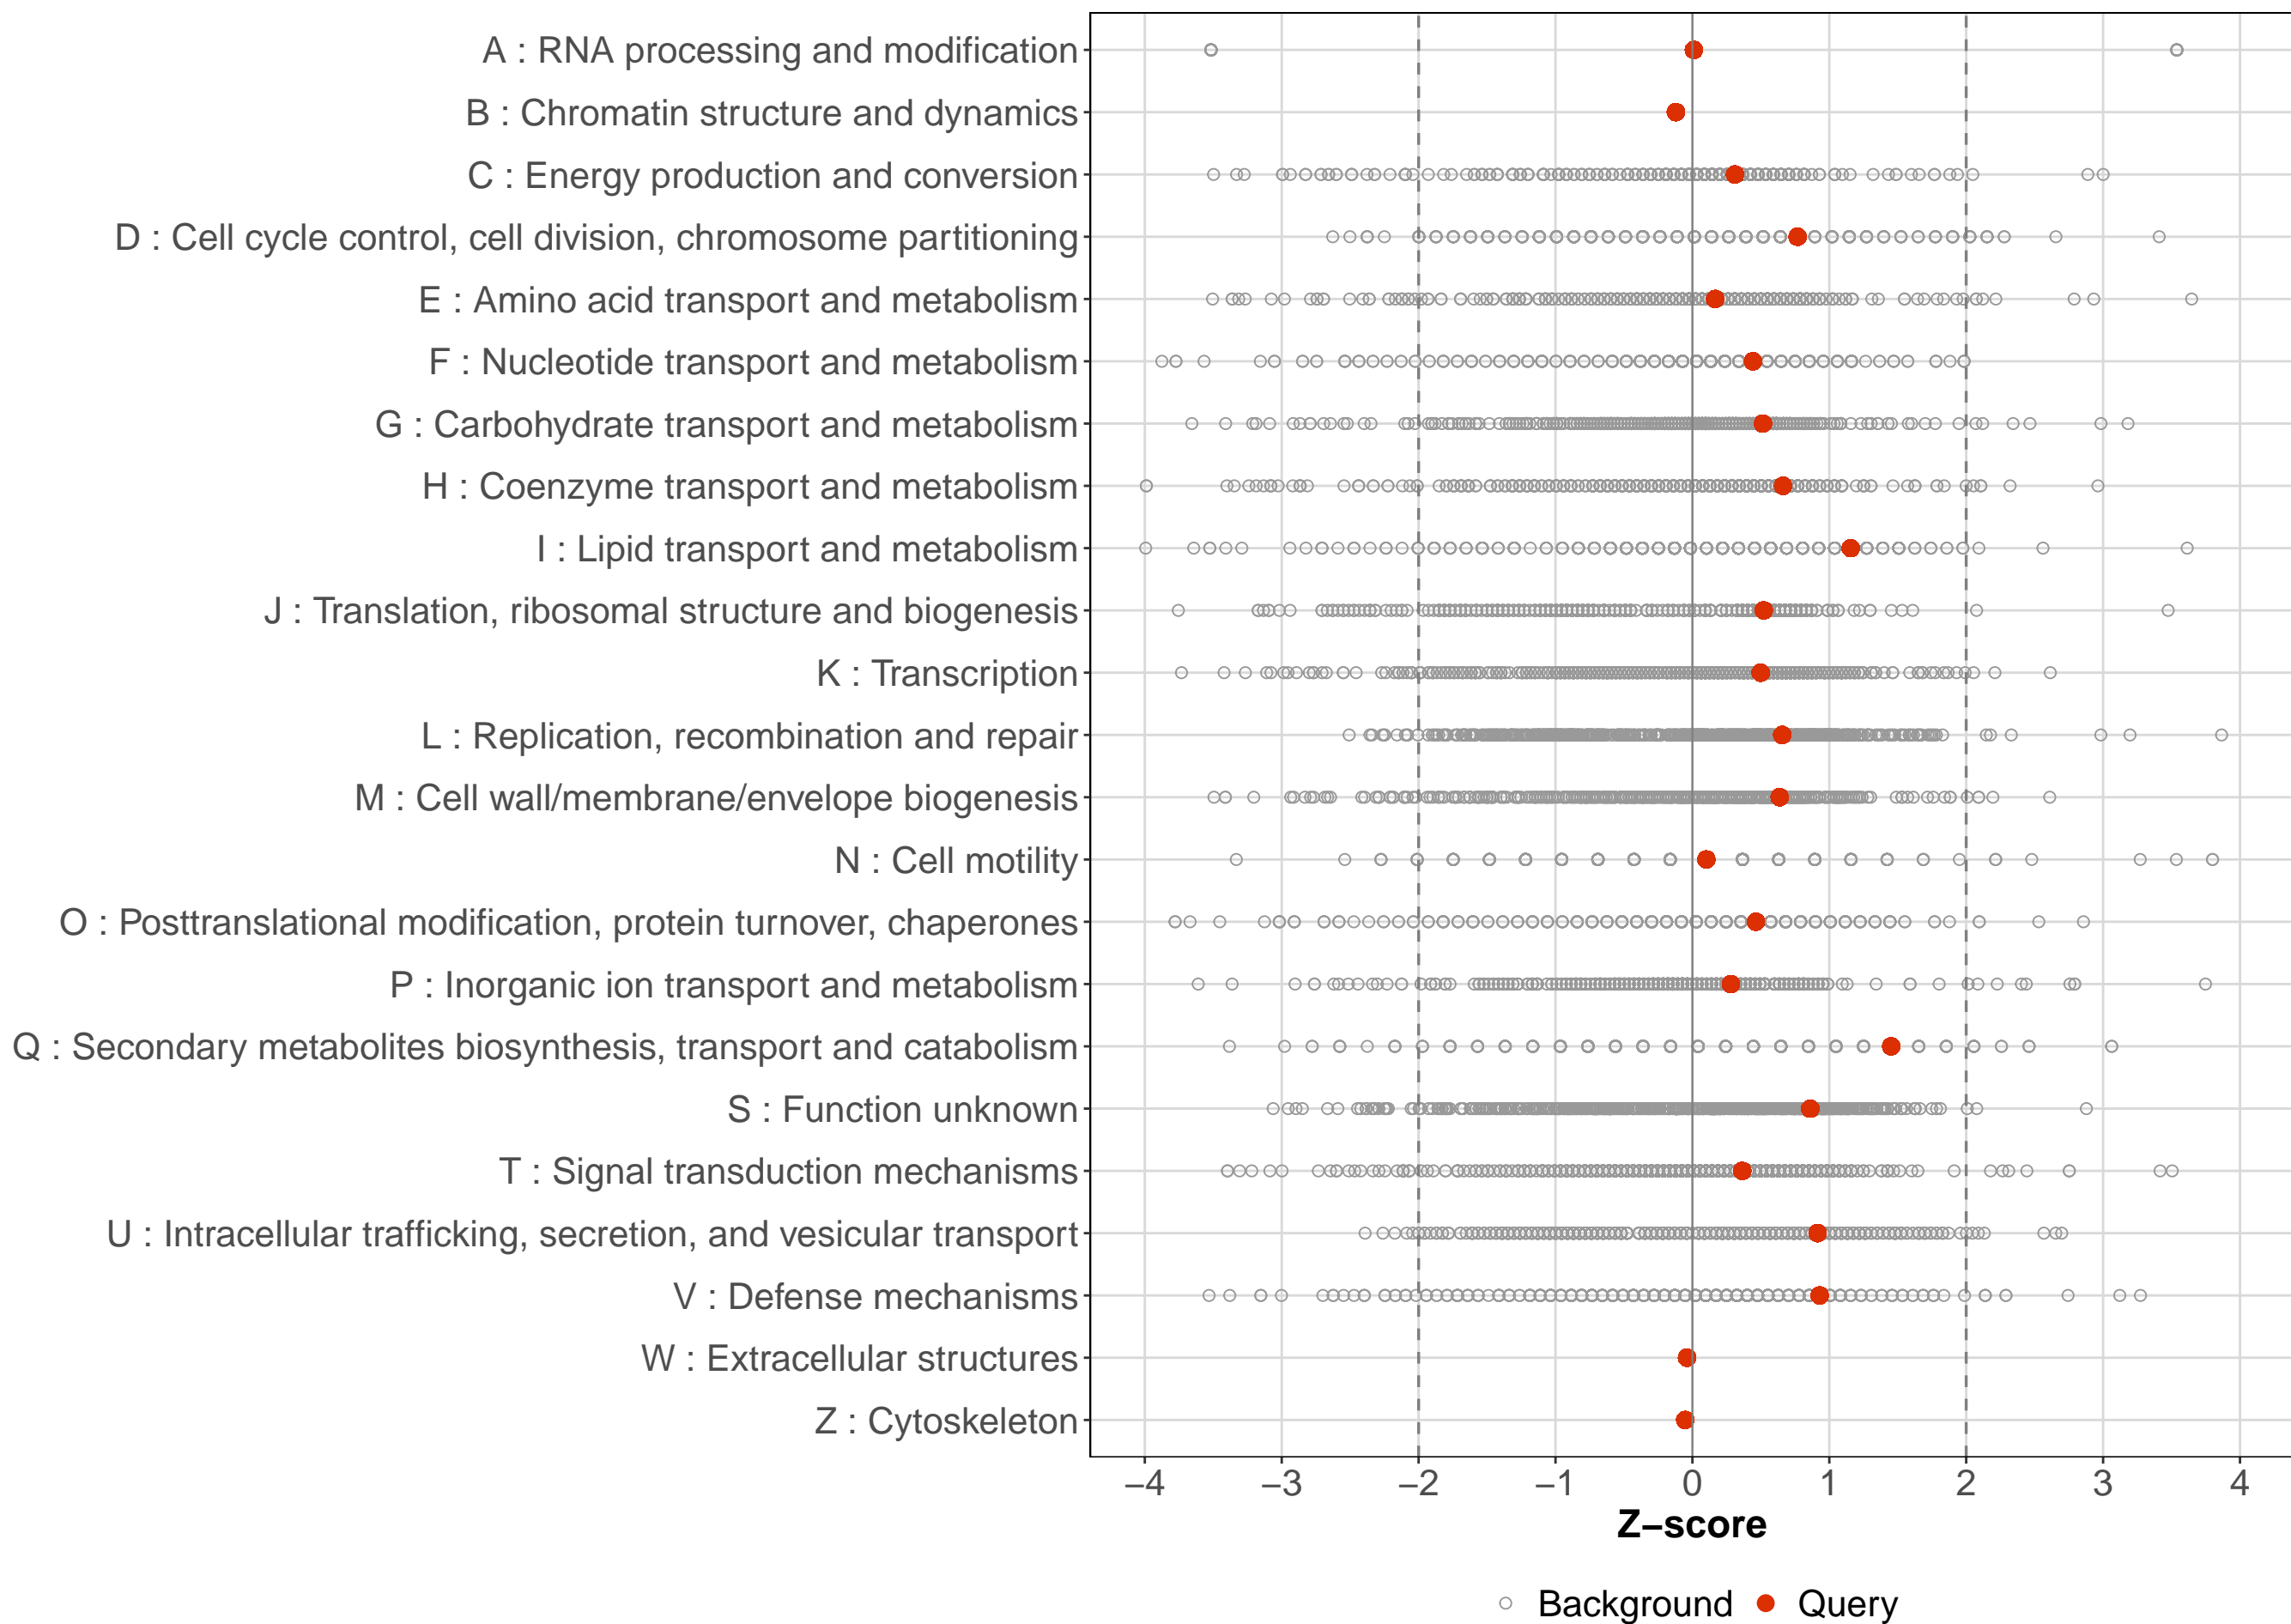 A : RNA processing and modification
B : Chromatin structure and dynamics
C : Energy production and conversion
D : Cell cycle control, cell division, chromosome partitioning
E : Amino acid transport and metabolism
F : Nucleotide transport and metabolism
G : Carbohydrate transport and metabolism
H : Coenzyme transport and metabolism
I : Lipid transport and metabolism
J : Translation, ribosomal structure and biogenesis
K : Transcription
L : Replication, recombination and repair
M : Cell wall/membrane/envelope biogenesis
N : Cell motility
O : Posttranslational modification, protein turnover, chaperones
P : Inorganic ion transport and metabolism
Q : Secondary metabolites biosynthesis, transport and catabolism
S : Function unknown
T : Signal transduction mechanisms
U : Intracellular trafficking, secretion, and vesicular transport
V : Defense mechanisms
W : Extracellular structures
Z : Cytoskeleton
−4 −3 −2 −1 0 1 2 3 4
Z−score
Background Query